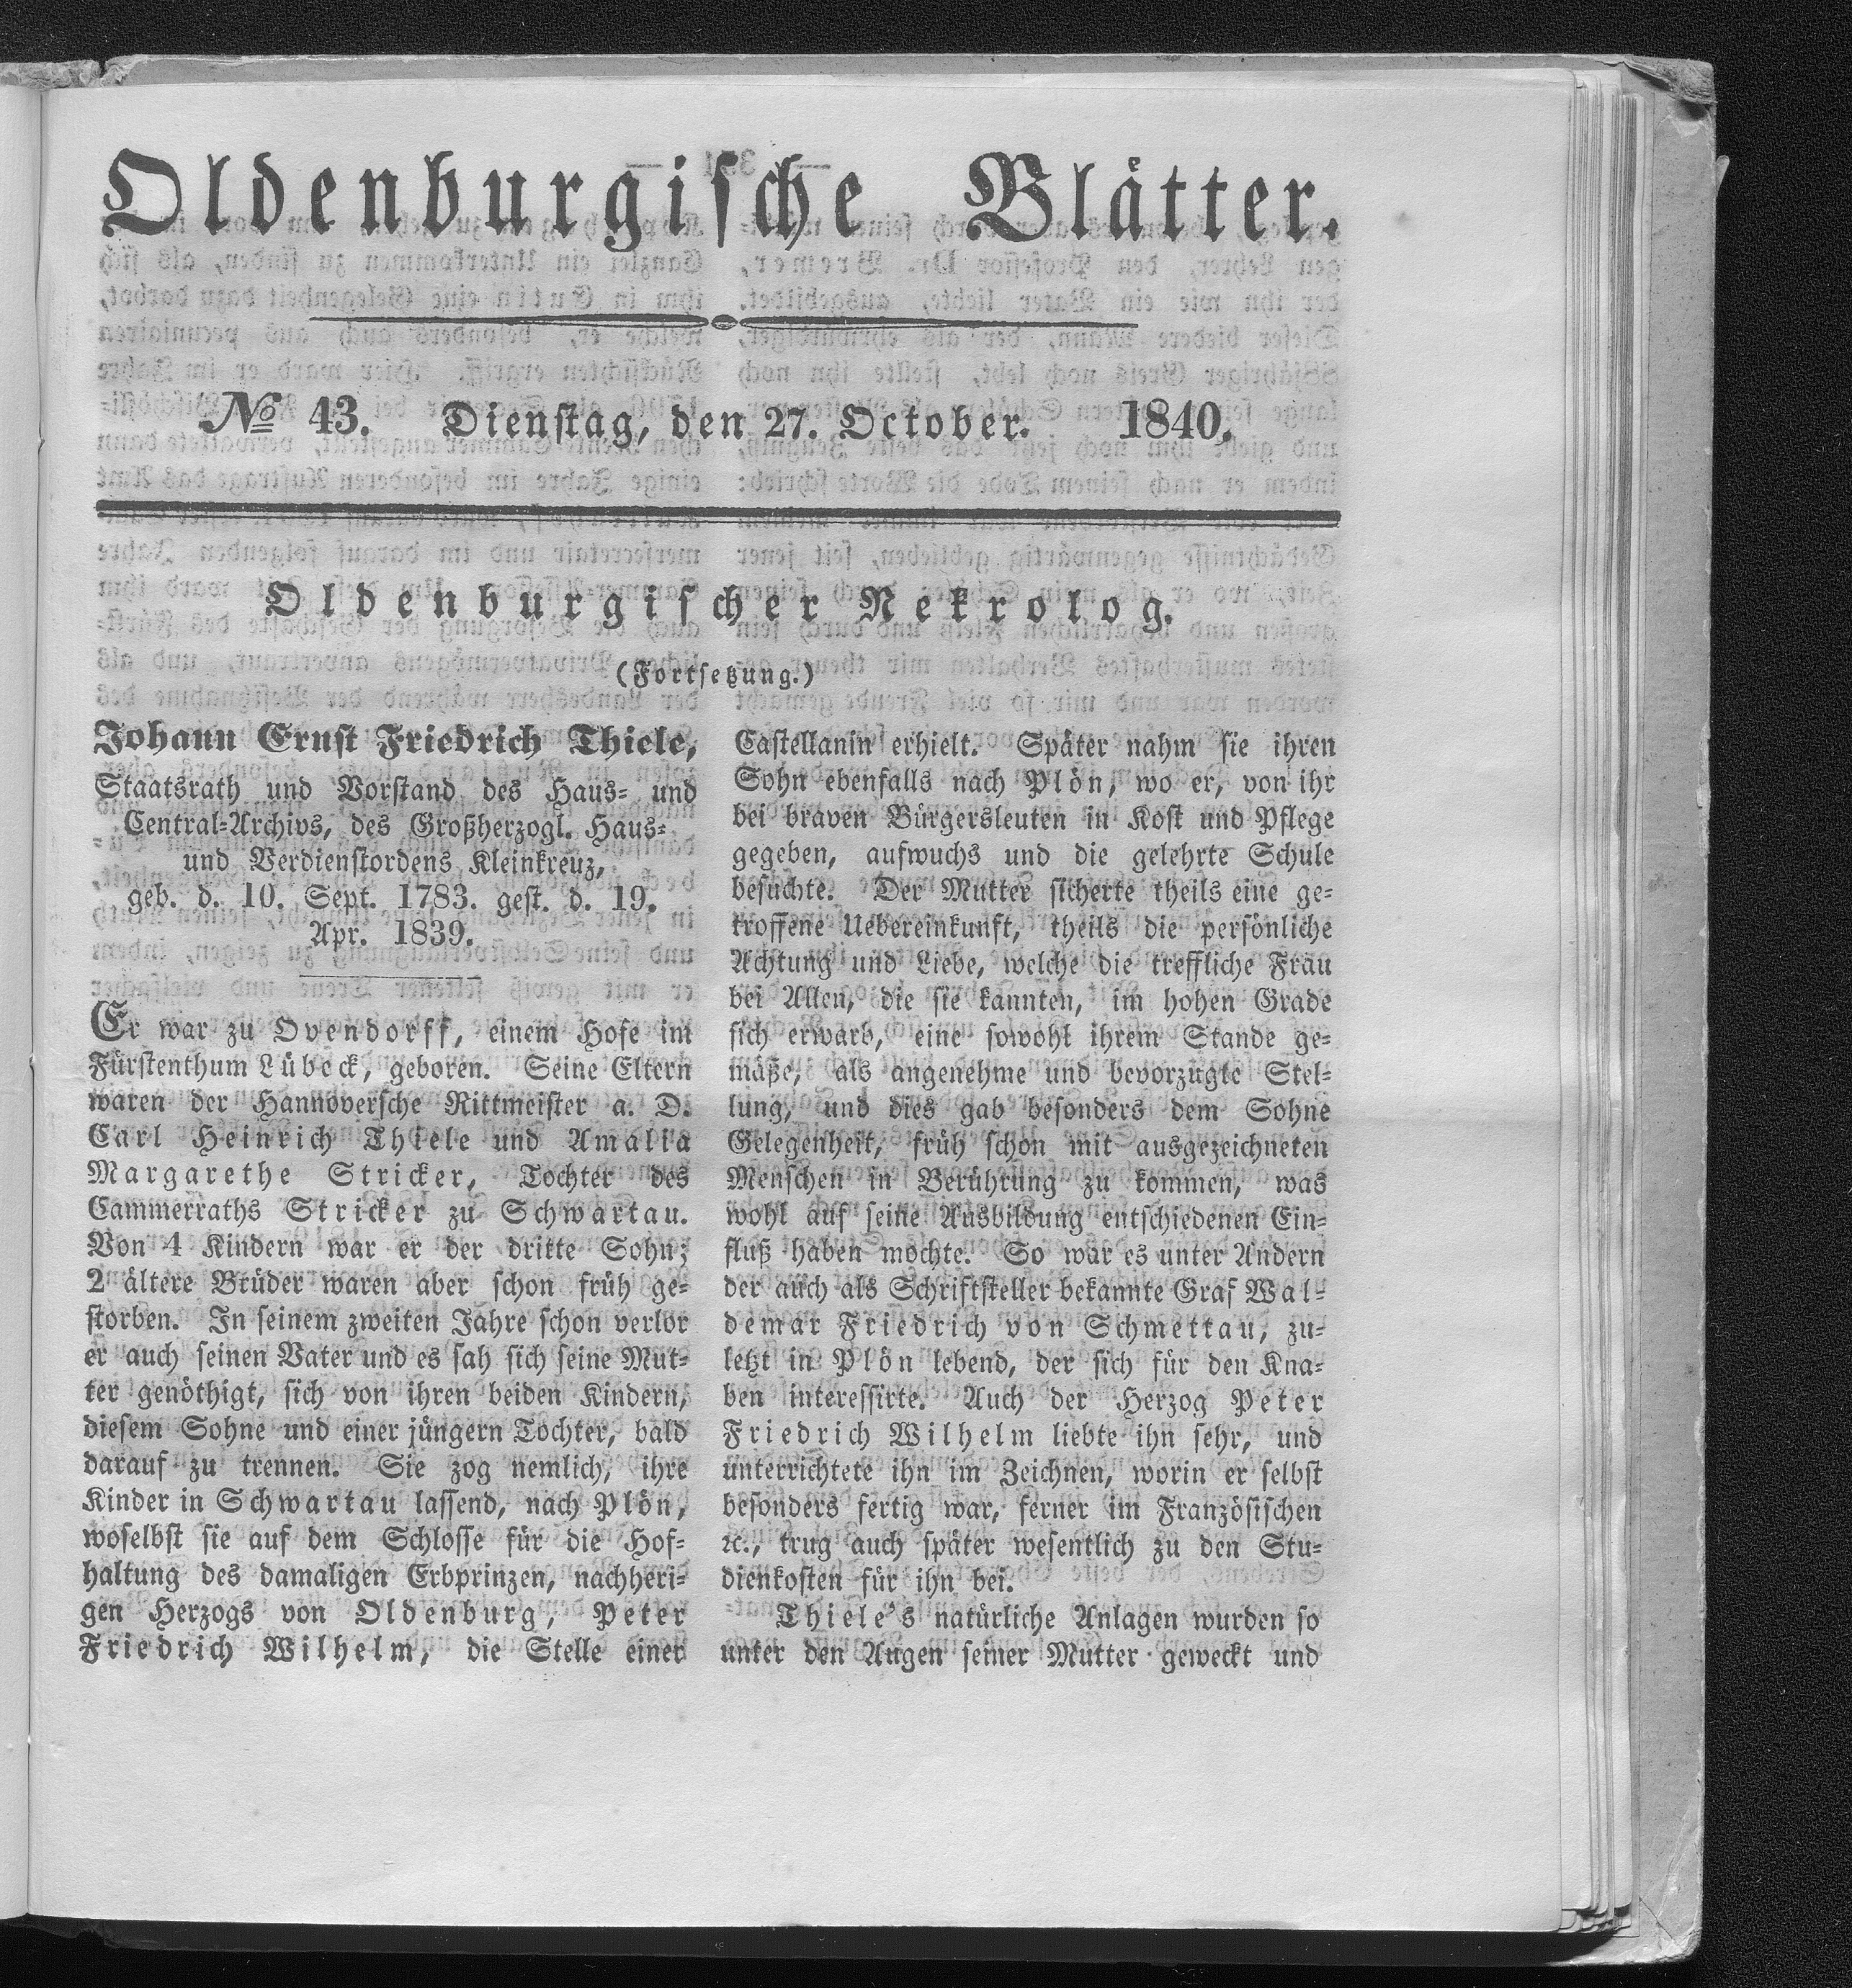 Oldenburgische Blätter.
№ 43. Dienstag, den 27. October. 1840.
Oldenburgischer Nekrolog.
(Fortsetzung.)
Johann Ernst Friedrich Thiele,
Staatsrath und Vorstand des Haus- und
Central-Archivs, des Großherzogl. Haus-
und Verdienstordens Kleinkreuz,
geb. d. 10. Sept. 1783. gest. d. 19.
Apr. 1839.
Er war zu Ovendorff, einem Hofe im
Fürstenthum Lübeck, geboren. Seine Eltern
waren der Hannoversche Rittmeister a. D.
Carl Heinrich Thiele und Amalia
Margarethe Stricker, Tochter des
Cammerraths Stricker zu Schwartau.
Von 4 Kindern war er der dritte Sohn;
2 ältere Brüder waren aber schon früh ge-
storben. In seinem zweiten Jahre schon verlor
er auch seinen Vater und es sah sich seine Mut-
ter genöthigt, sich von ihren beiden Kindern,
diesem Sohne und einer jüngern Tochter, bald
darauf zu trennen. Sie zog nemlich, ihre
Kinder in Schwartau lassend, nach Plön,
woselbst sie auf dem Schlosse für die Hof-
haltung des damaligen Erbprinzen, nachheri-
gen Herzogs von Oldenburg, Peter
Friedrich Wilhelm, die Stelle einer
Castellanin erhielt. Später nahm sie ihren
Sohn ebenfalls nach Plön, wo er, von ihr
bei braven Bürgersleuten in Kost und Pflege
gegeben, aufwuchs und die gelehrte Schule
besuchte. Der Mutter sicherte theils eine ge-
troffene Uebereinkunft, theils die persönliche
Achtung und Liebe, welche die treffliche Frau
bei Allen, die sie kannten, im hohen Grade
sich erwarb, eine sowohl ihrem Stande ge-
mäße, als angenehme und bevorzugte Stel-
lung, und dies gab besonders dem Sohne
Gelegenheit, früh schon mit ausgezeichneten
Menschen in Berührung zu kommen, was
wohl auf seine Ausbildung entschiedenen Ein-
fluß haben mochte. So war es unter Andern
der auch als Schriftsteller bekannte Graf Wal-
demar Friedrich von Schmettau, zu-
letzt in Plön lebend, der sich für den Kna-
ben interessirte. Auch der Herzog Peter
Friedrich Wilhelm liebte ihn sehr, und
unterrichtete ihn im Zeichnen, worin er selbst
besonders fertig war, ferner im Französischen
ꝛc., trug auch später wesentlich zu den Stu-
dienkosten für ihn bei.
Thiele's natürliche Anlagen wurden so
unter den Augen seiner Mutter geweckt und